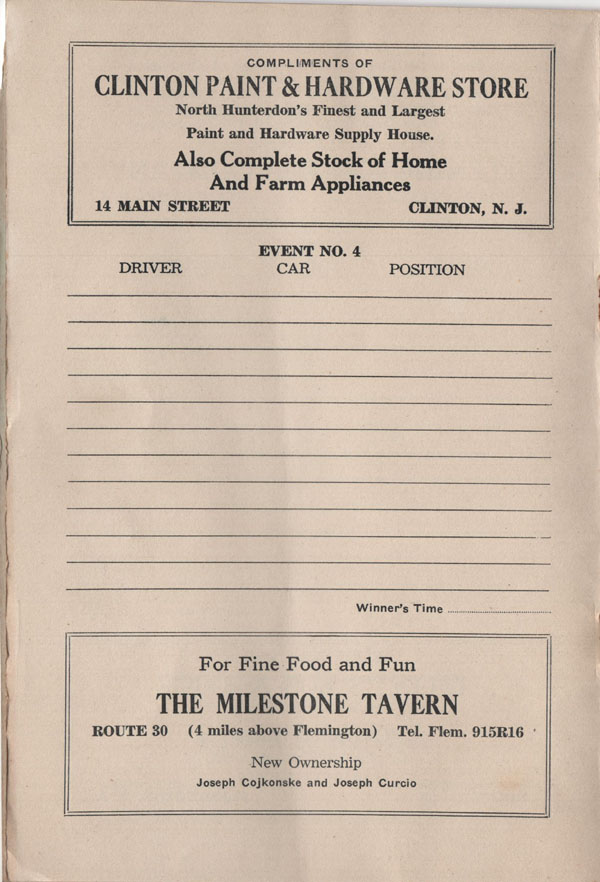 COMPLIMENTS OF
CLINTON PAINT & HARDWARE STORE
North Hunterdon's Finest and Largest
Paint and Hardware Supply House.
Also Complete Stock of Home
And Farm Appliances
14 MAIN STREET CLINTON, N. J.
EVENT NO. 4
DRIVER CAR POSITION
Winner's Time
For Fine Food and Fun
THE MILESTONE TAVERN
ROUTE 30 (4 miles above Flemington) Tel. Flem. 915R16
New Ownership
Joseph Cojkonske and Joseph Curcio